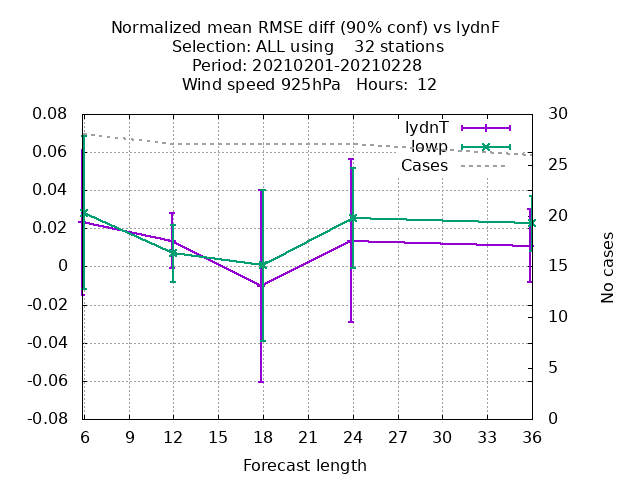 Normalized mean RMSE diff (90% conf) vs lydnF
Selection: ALL using    32 stations
Period: 20210201-20210228
Wind speed 925hPa   Hours:  12
0.08
0.06
0.04
0.02
0
-0.02
-0.04
-0.06
-0.08
30
25
20
15
10
5
0
lydnT
lowp
Cases
No cases
6 9 12 15 18 21 24 27 30 33 36
Forecast length